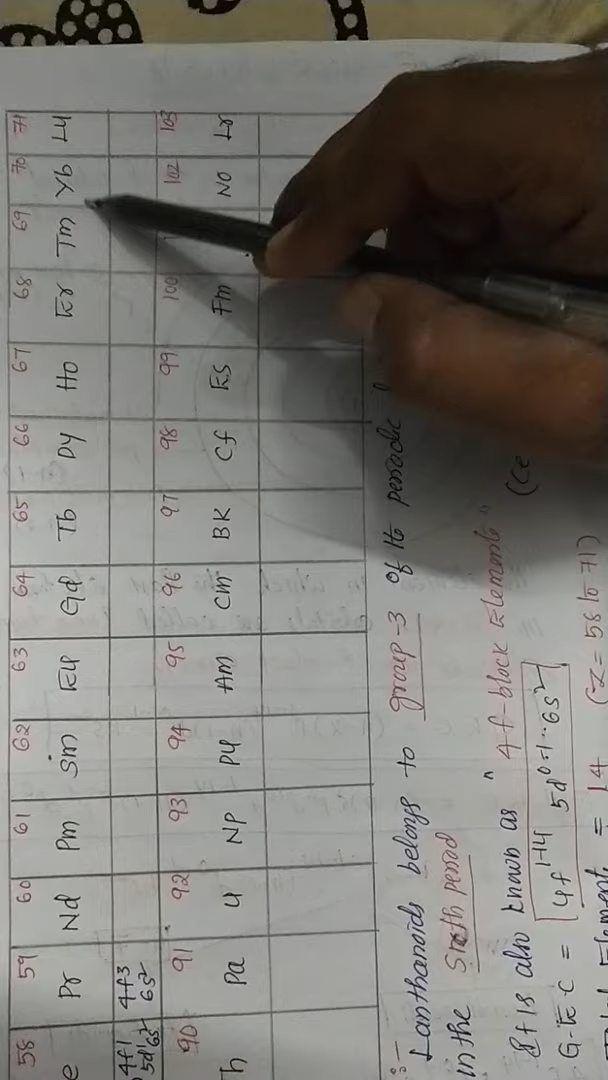 58 59 60 61 62 63 64 65 66 67 68 69 70 71
e Pr Nd Pm Sm Eu Gd Tb Dy Ho Er Tm Yb Lu
4f1 5d1 6s2 4f3 6s2
90 91 92 93 94 95 96 97 98 99 100 102 103
h Pa U NP PU Am Cm BK Cf ES Fm NO Lr
:- Lanthanoids belongs to group-3 of the periodic
in the Sixth period
It is also known as "4f-block Elements" (Ce
G.E.C = 4f1-14 5d0-1 6s2
Element = 14 (Z = 58 to 71)